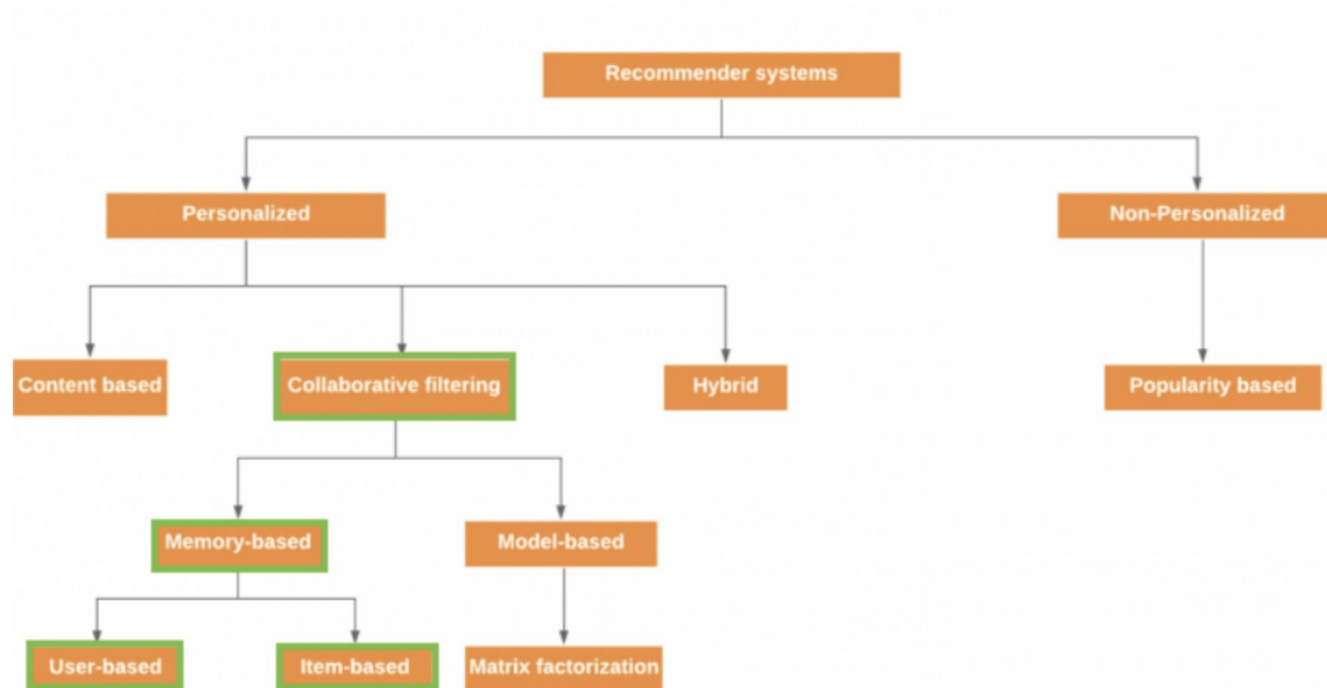 Recommender systems
Personalized
Non-Personalized
Content based
Collaborative filtering
Hybrid
Popularity based
Memory-based
Model-based
User-based
Item-based
Matrix factorization